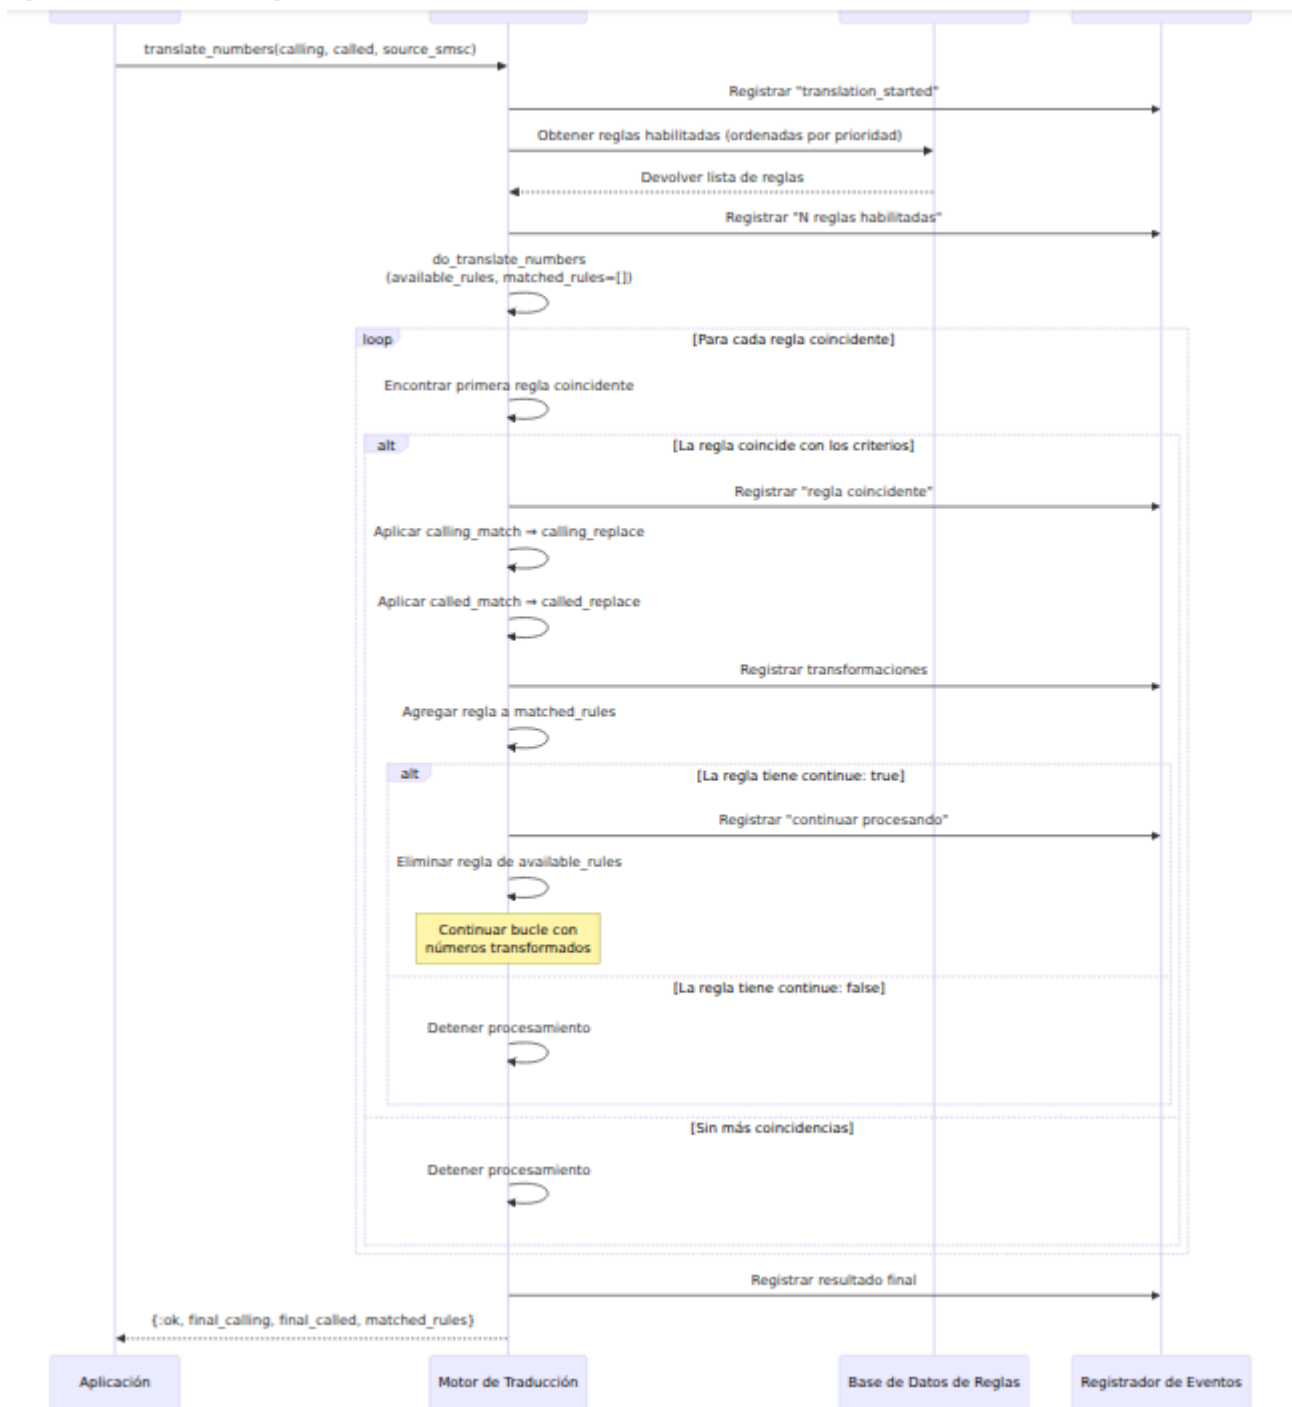 translate_numbers(calling, called, source_smsc)
Registrar "translation_started"
Obtener reglas habilitadas (ordenadas por prioridad)
Devolver lista de reglas
Registrar "N reglas habilitadas"
do_translate_numbers
(available_rules, matched_rules=[])
loop
[Para cada regla coincidente]
Encontrar primera regla coincidente
alt
[La regla coincide con los criterios]
Registrar "regla coincidente"
Aplicar calling_match → calling_replace
Aplicar called_match → called_replace
Registrar transformaciones
Agregar regla a matched_rules
alt
[La regla tiene continue: true]
Registrar "continuar procesando"
Eliminar regla de available_rules
Continuar bucle con
números transformados
[La regla tiene continue: false]
Detener procesamiento
[Sin más coincidencias]
Detener procesamiento
Registrar resultado final
{:ok, final_calling, final_called, matched_rules}
Aplicación
Motor de Traducción
Base de Datos de Reglas
Registrador de Eventos